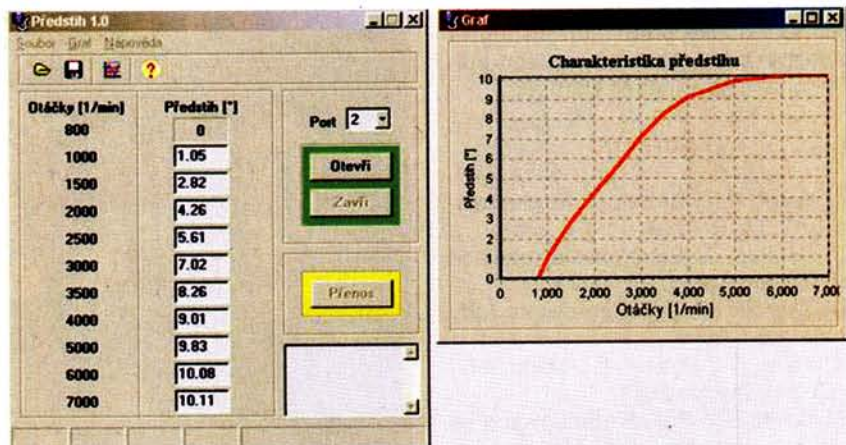 Předstih 1.0
Soubor Graf Nápověda
Otáčky [1/min] Předstih [°]
800 0
1000 1.05
1500 2.82
2000 4.26
2500 5.61
3000 7.02
3500 8.26
4000 9.01
5000 9.83
6000 10.08
7000 10.11
Port 2
Otevři
Zavři
Přenos
Graf
Charakteristika předstihu
Předstih [°]
10
9
8
7
6
5
4
3
2
1
0
0 1,000 2,000 3,000 4,000 5,000 6,000 7,000
Otáčky [1/min]